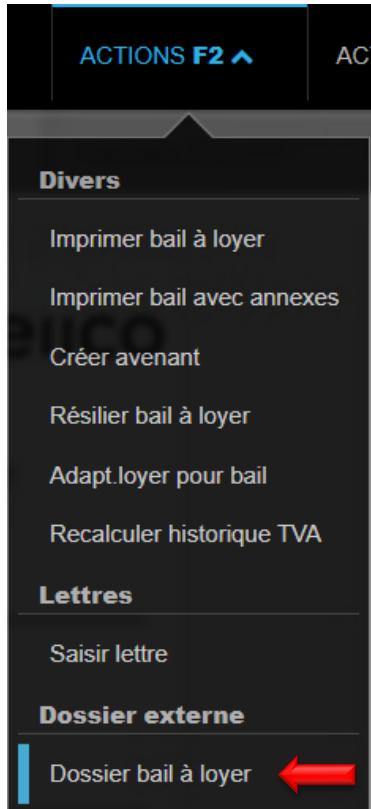 ACTIONS F2
Divers
Imprimer bail à loyer
Imprimer bail avec annexes
Créer avenant
Résilier bail à loyer
Adapt.loyer pour bail
Recalculer historique TVA
Lettres
Saisir lettre
Dossier externe
Dossier bail à loyer